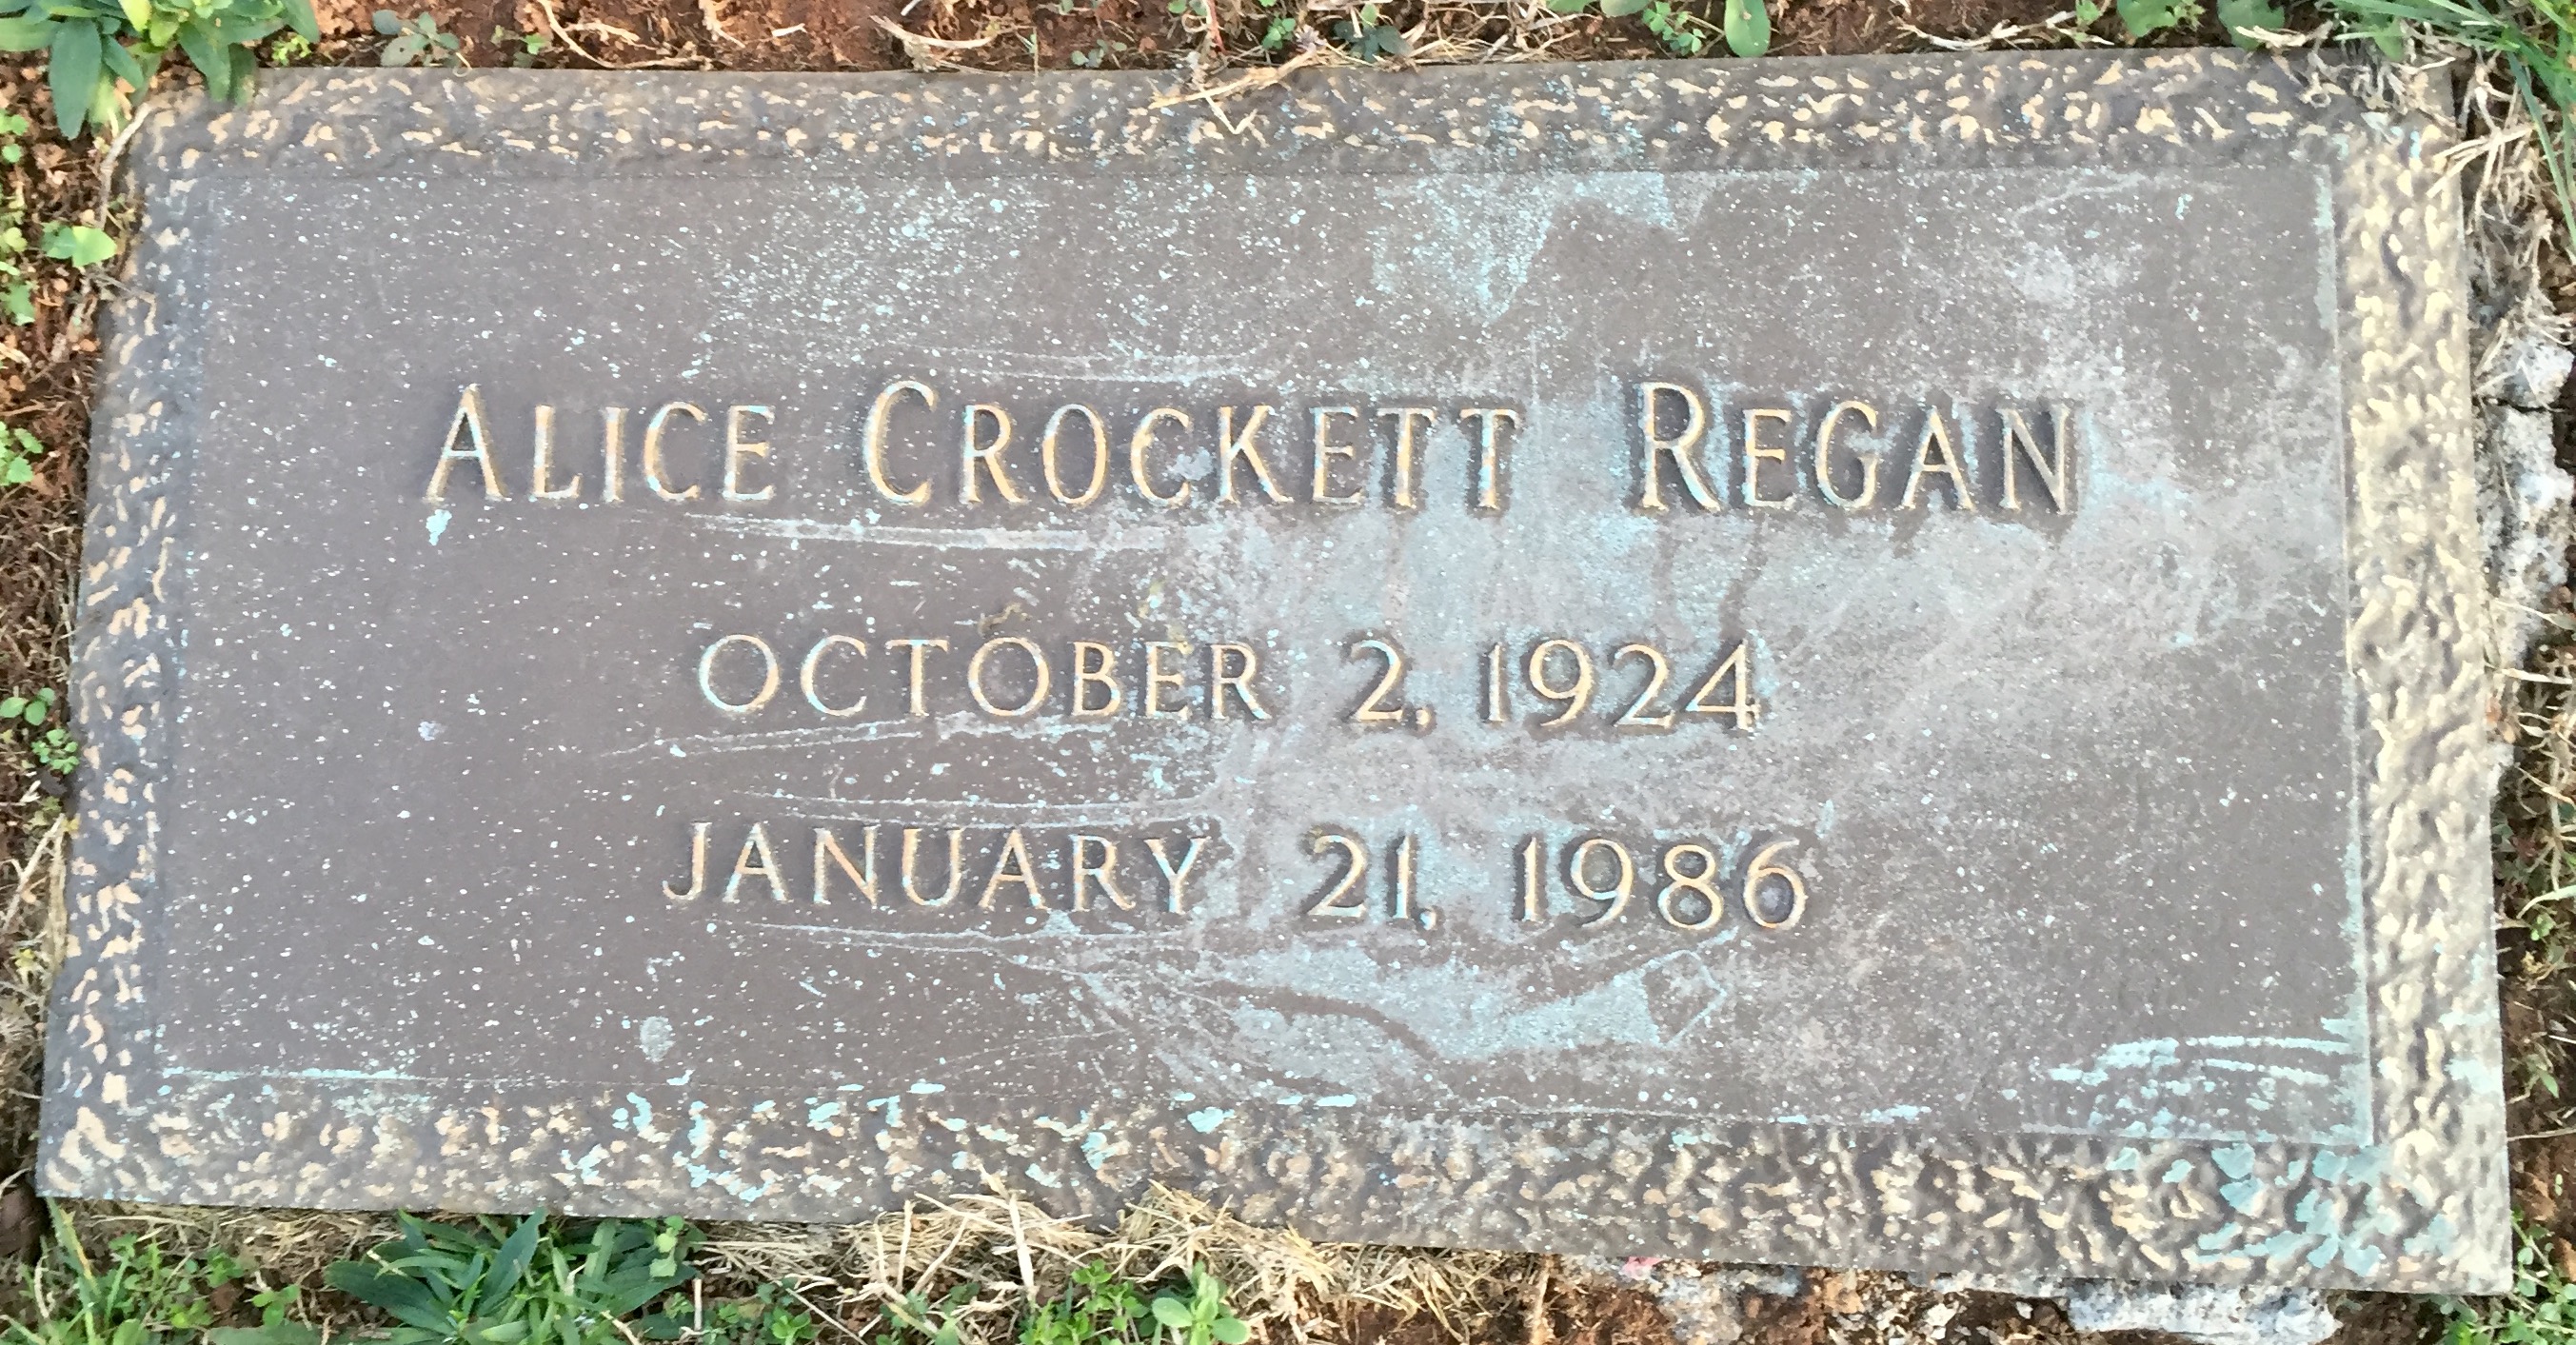 ALICE CROCKETT REGAN
OCTOBER 2, 1924
JANUARY 21, 1986